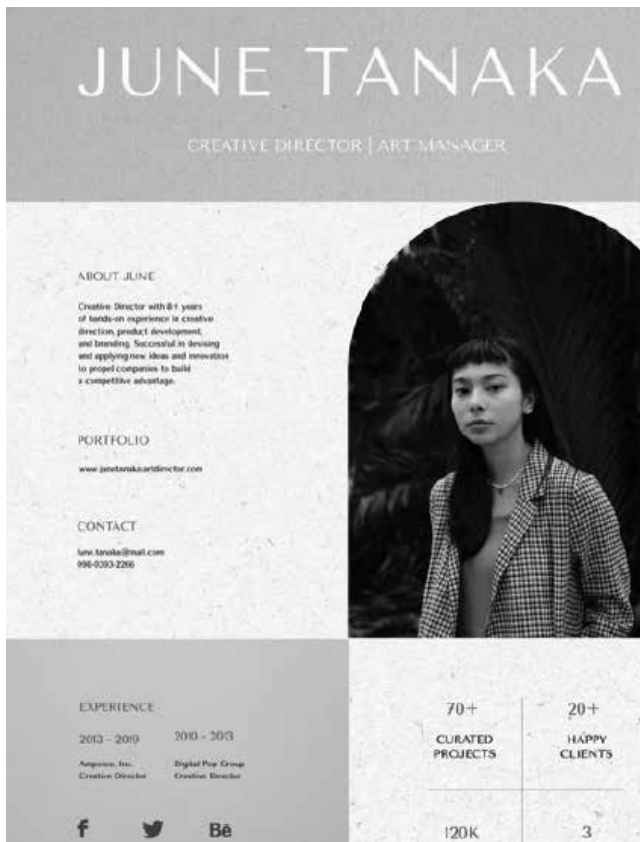 JUNE TANAKA
CREATIVE DIRECTOR | ART MANAGER
ABOUT JUNE
Creative Director with 8+ years
of hands-on experience in creative
direction, product development,
and branding. Successful in devising
and applying new ideas and innovation
to propel companies to build
a competitive advantage.
PORTFOLIO
www.junetanakaartdirector.com
CONTACT
june.tanaka@mail.com
098-0393-2266
EXPERIENCE
2013 - 2019
Creative Director
2010 - 2013
Digital Pop Group
Creative Director
f
Bē
70+
CURATED
PROJECTS
20+
HAPPY
CLIENTS
120K
3